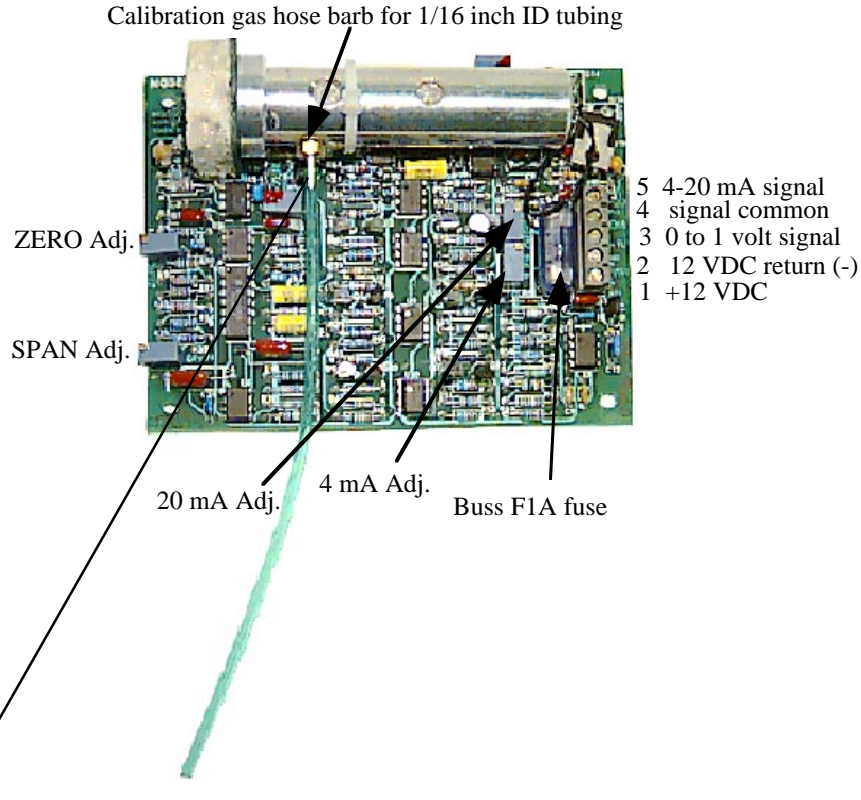 Calibration gas hose barb for 1/16 inch ID tubing
5 4-20 mA signal
4 signal common
ZERO Adj.
3 0 to 1 volt signal
2 12 VDC return (-)
1 +12 VDC
SPAN Adj.
20 mA Adj.
4 mA Adj.
Buss F1A fuse